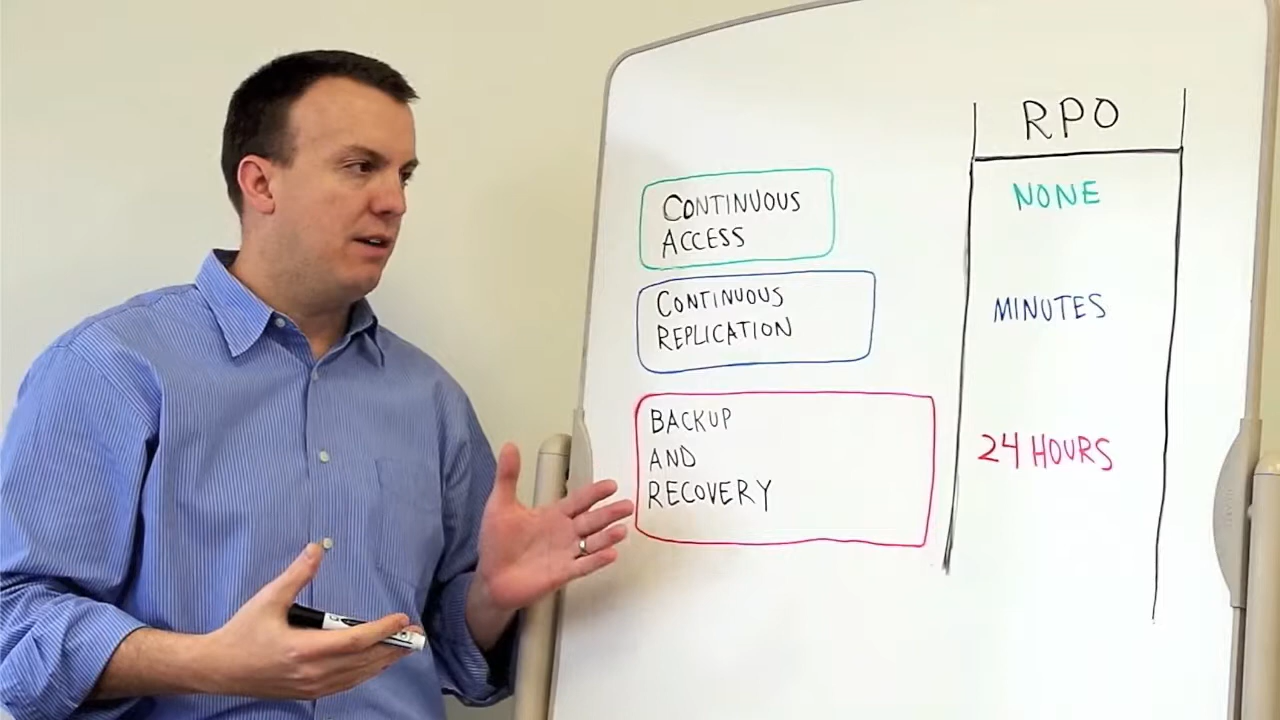 RPO
CONTINUOUS
ACCESS
NONE
CONTINUOUS
REPLICATION
MINUTES
BACKUP
AND
RECOVERY
24 HOURS